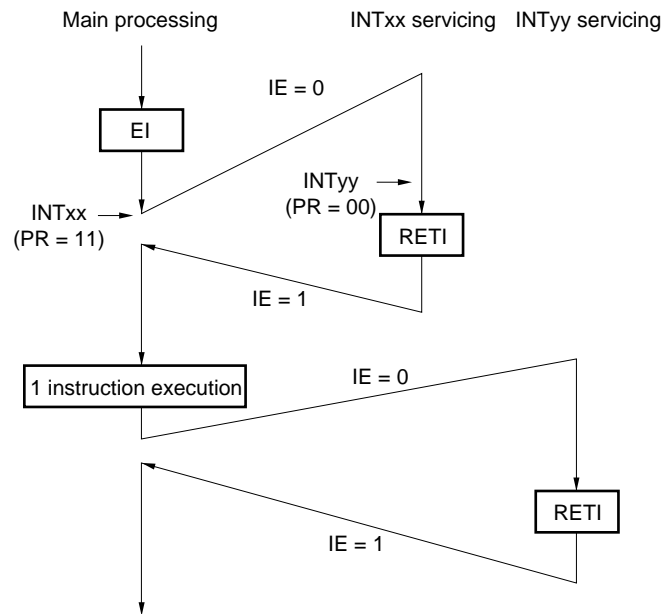 Main processing INTxx servicing INTyy servicing
IE = 0
EI
INTyy
(PR = 00)
INTxx
(PR = 11)
RETI
IE = 1
1 instruction execution
IE = 0
RETI
IE = 1